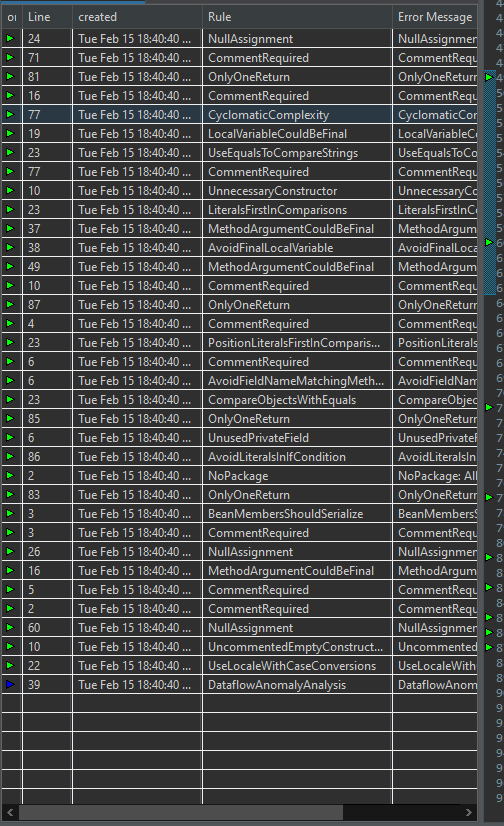 Line created Rule Error Message
24 Tue Feb 15 18:40:40 ... NullAssignment NullAssignmen
71 Tue Feb 15 18:40:40 ... CommentRequired CommentRequ
81 Tue Feb 15 18:40:40 ... OnlyOneReturn OnlyOneReturn
16 Tue Feb 15 18:40:40 ... CommentRequired CommentRequ
77 Tue Feb 15 18:40:40 ... CyclomaticComplexity CyclomaticCon
19 Tue Feb 15 18:40:40 ... LocalVariableCouldBeFinal LocalVariableC
23 Tue Feb 15 18:40:40 ... UseEqualsToCompareStrings UseEqualsToCo
77 Tue Feb 15 18:40:40 ... CommentRequired CommentRequ
10 Tue Feb 15 18:40:40 ... UnnecessaryConstructor UnnecessaryCo
23 Tue Feb 15 18:40:40 ... LiteralsFirstInComparisons LiteralsFirstInC
37 Tue Feb 15 18:40:40 ... MethodArgumentCouldBeFinal MethodArgum
38 Tue Feb 15 18:40:40 ... AvoidFinalLocalVariable AvoidFinalLoca
49 Tue Feb 15 18:40:40 ... MethodArgumentCouldBeFinal MethodArgum
10 Tue Feb 15 18:40:40 ... CommentRequired CommentRequ
87 Tue Feb 15 18:40:40 ... OnlyOneReturn OnlyOneReturn
4 Tue Feb 15 18:40:40 ... CommentRequired CommentRequ
23 Tue Feb 15 18:40:40 ... PositionLiteralsFirstInComparis... PositionLiterals
6 Tue Feb 15 18:40:40 ... CommentRequired CommentRequ
6 Tue Feb 15 18:40:40 ... AvoidFieldNameMatchingMeth... AvoidFieldNam
23 Tue Feb 15 18:40:40 ... CompareObjectsWithEquals CompareObjec
85 Tue Feb 15 18:40:40 ... OnlyOneReturn OnlyOneReturn
6 Tue Feb 15 18:40:40 ... UnusedPrivateField UnusedPrivateF
86 Tue Feb 15 18:40:40 ... AvoidLiteralsInIfCondition AvoidLiteralsIn
2 Tue Feb 15 18:40:40 ... NoPackage NoPackage: All
83 Tue Feb 15 18:40:40 ... OnlyOneReturn OnlyOneReturn
3 Tue Feb 15 18:40:40 ... BeanMembersShouldSerialize BeanMembersS
3 Tue Feb 15 18:40:40 ... CommentRequired CommentRequ
26 Tue Feb 15 18:40:40 ... NullAssignment NullAssignmen
16 Tue Feb 15 18:40:40 ... MethodArgumentCouldBeFinal MethodArgum
5 Tue Feb 15 18:40:40 ... CommentRequired CommentRequ
2 Tue Feb 15 18:40:40 ... CommentRequired CommentRequ
60 Tue Feb 15 18:40:40 ... NullAssignment NullAssignmen
10 Tue Feb 15 18:40:40 ... UncommentedEmptyConstruct... Uncommented
22 Tue Feb 15 18:40:40 ... UseLocaleWithCaseConversions UseLocaleWith
39 Tue Feb 15 18:40:40 ... DataflowAnomalyAnalysis DataflowAnom